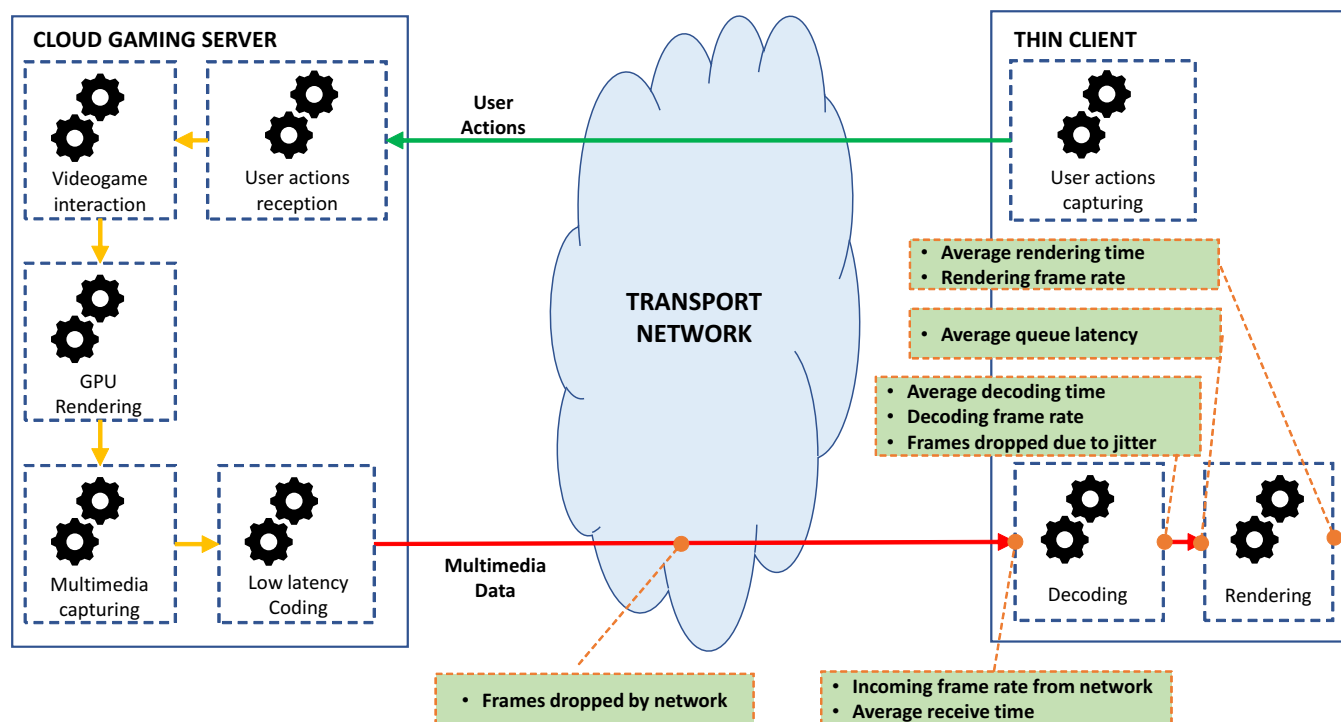 CLOUD GAMING SERVER
THIN CLIENT
Videogame
interaction
User actions
reception
User
Actions
User actions
capturing
• Average rendering time
• Rendering frame rate
GPU
Rendering
TRANSPORT
NETWORK
• Average queue latency
• Average decoding time
• Decoding frame rate
• Frames dropped due to jitter
Multimedia
capturing
Low latency
Coding
Multimedia
Data
Decoding
Rendering
• Frames dropped by network
• Incoming frame rate from network
• Average receive time